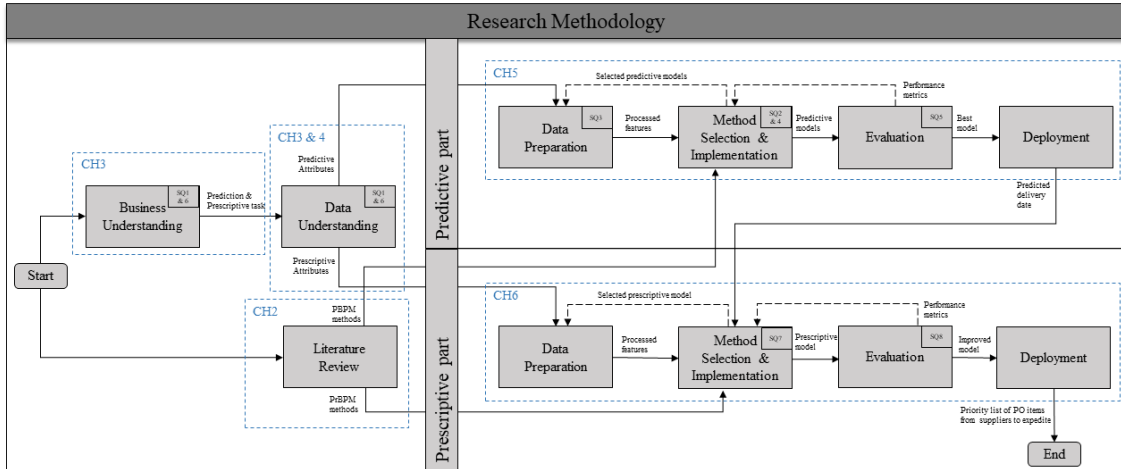 Research Methodology
Start
CH3
Business
Understanding
SQ1
& 6
Prediction &
Prescriptive task
CH3 & 4
Predictive
Attributes
Data
Understanding
SQ1
& 6
Prescriptive
Attributes
CH2
PBPM
methods
Literature
Review
PrBPM
methods
Predictive part
CH5
Selected predictive models
Performance
metrics
Data
Preparation
SQ3
Processed
features
Method
Selection &
Implementation
SQ2
& 4
Predictive
models
Evaluation
SQ5
Best
model
Deployment
Predicted
delivery
date
Prescriptive part
CH6
Selected prescriptive model
Performance
metrics
Data
Preparation
Processed
features
Method
Selection &
Implementation
SQ7
Prescriptive
model
Evaluation
SQ8
Improved
model
Deployment
Priority list of PO items
from suppliers to expedite
End